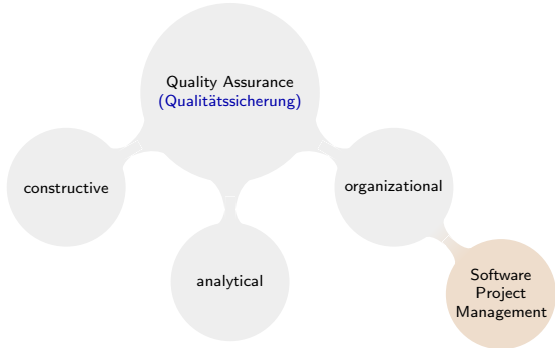 Quality Assurance
(Qualitätssicherung)
constructive
organizational
analytical
Software
Project
Management